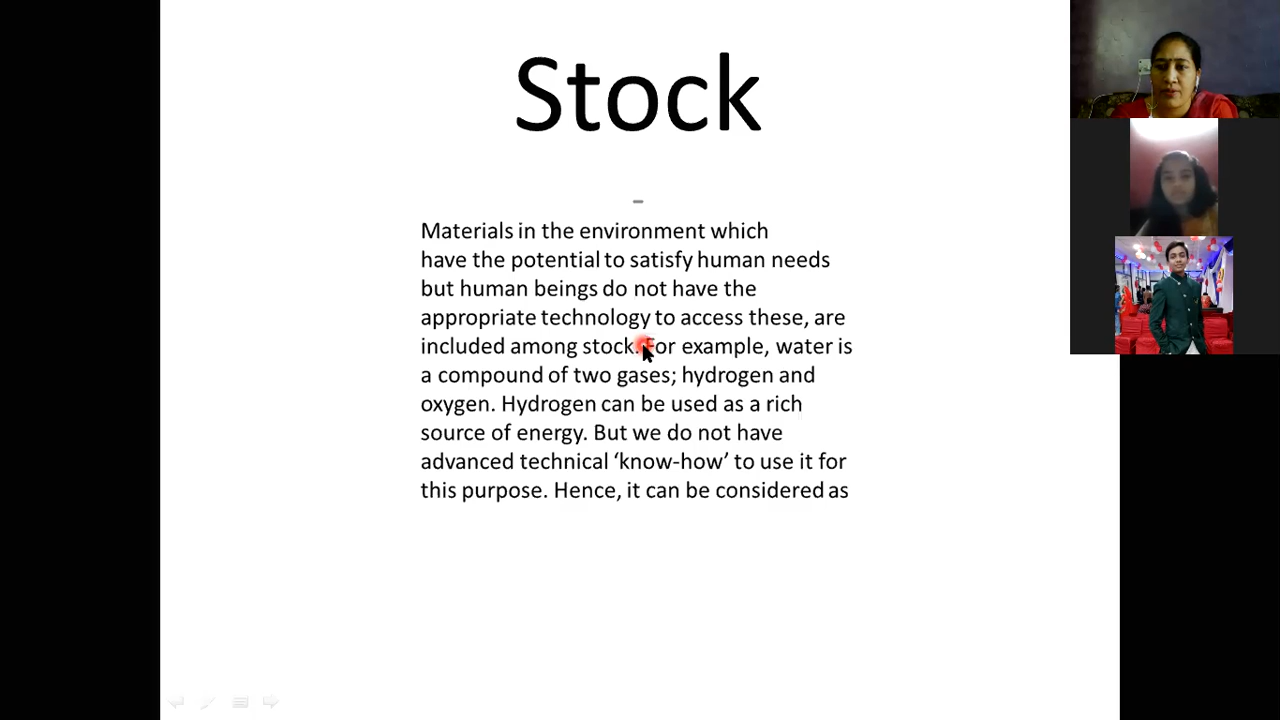 Stock
Materials in the environment which
have the potential to satisfy human needs
but human beings do not have the
appropriate technology to access these, are
included among stock. For example, water is
a compound of two gases; hydrogen and
oxygen. Hydrogen can be used as a rich
source of energy. But we do not have
advanced technical ‘know-how’ to use it for
this purpose. Hence, it can be considered as